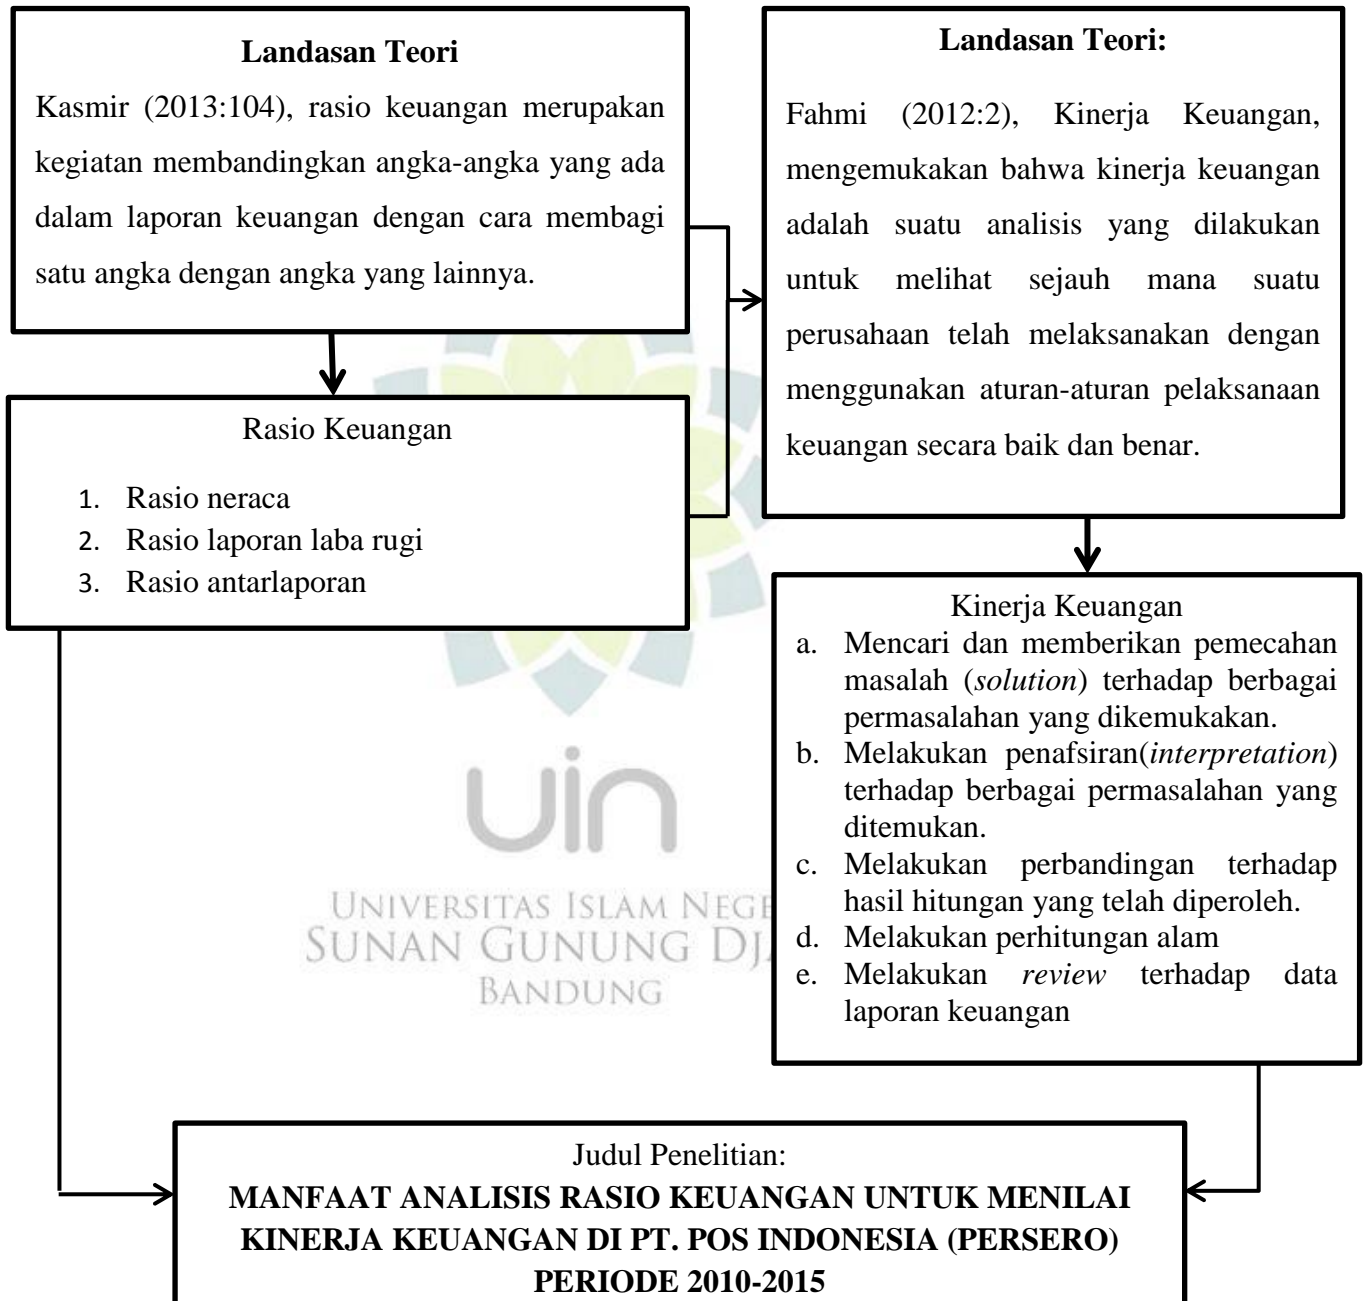 Landasan Teori
Kasmir (2013:104), rasio keuangan merupakan
kegiatan membandingkan angka-angka yang ada
dalam laporan keuangan dengan cara membagi
satu angka dengan angka yang lainnya.
Landasan Teori:
Fahmi (2012:2), Kinerja Keuangan,
mengemukakan bahwa kinerja keuangan
adalah suatu analisis yang dilakukan
untuk melihat sejauh mana suatu
perusahaan telah melaksanakan dengan
menggunakan aturan-aturan pelaksanaan
keuangan secara baik dan benar.
Rasio Keuangan
1. Rasio neraca
2. Rasio laporan laba rugi
3. Rasio antarlaporan
Kinerja Keuangan
a. Mencari dan memberikan pemecahan
masalah (solution) terhadap berbagai
permasalahan yang dikemukakan.
b. Melakukan penafsiran(interpretation)
terhadap berbagai permasalahan yang
ditemukan.
c. Melakukan perbandingan terhadap
hasil hitungan yang telah diperoleh.
d. Melakukan perhitungan alam
e. Melakukan review terhadap data
laporan keuangan
uin
UNIVERSITAS ISLAM NEGE
SUNAN GUNUNG DJ
BANDUNG
Judul Penelitian:
MANFAAT ANALISIS RASIO KEUANGAN UNTUK MENILAI
KINERJA KEUANGAN DI PT. POS INDONESIA (PERSERO)
PERIODE 2010-2015